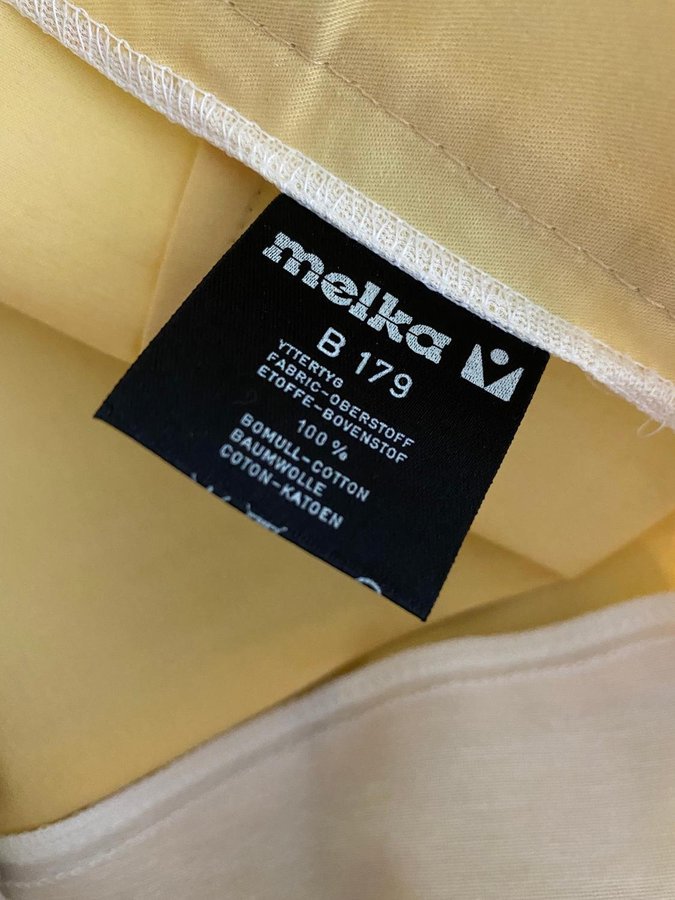 melka
B 179
YTTERTYG
FABRIC-OBERSTOFF
ETOFFE-BOVENSTOF
100 %
BOMULL-COTTON
BAUMWOLLE
COTON-KATOEN